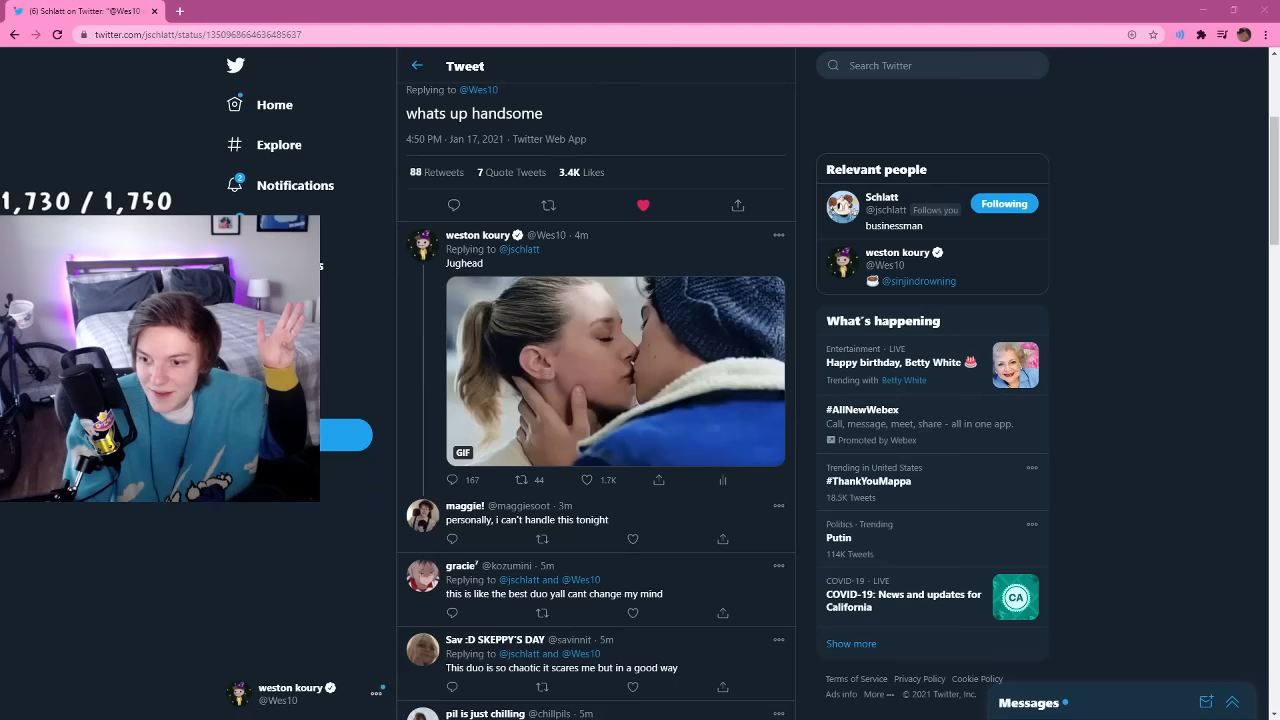 (6) Schlatt on Twitter: "@Wes10
twitter.com/jschlatt/status/1350968664636485637
Home
Explore
2
Notifications
1,730 / 1,750
s
weston koury
@Wes10
Tweet
Replying to @Wes10
whats up handsome
4:50 PM · Jan 17, 2021 · Twitter Web App
88 Retweets 7 Quote Tweets 3.4K Likes
weston koury @Wes10 · 4m
Replying to @jschlatt
Jughead
GIF
167 44 1.7K
maggie! @maggiesoot · 3m
personally, i can't handle this tonight
gracie' @kozumini · 5m
Replying to @jschlatt and @Wes10
this is like the best duo yall cant change my mind
Sav :D SKEPPY'S DAY @savinnit · 5m
Replying to @jschlatt and @Wes10
This duo is so chaotic it scares me but in a good way
pil is just chilling @chillpils · 5m
Search Twitter
Relevant people
Schlatt
@jschlatt Follows you
Following
businessman
weston koury
@Wes10
@sinjindrowning
What's happening
Entertainment · LIVE
Happy birthday, Betty White
Trending with Betty White
#AllNewWebex
Call, message, meet, share - all in one app.
Promoted by Webex
Trending in United States
#ThankYouMappa
18.5K Tweets
Politics · Trending
Putin
114K Tweets
COVID-19 · LIVE
COVID-19: News and updates for
California
CA
Show more
Terms of Service Privacy Policy Cookie Policy
Ads info More ··· © 2021 Twitter, Inc.
Messages